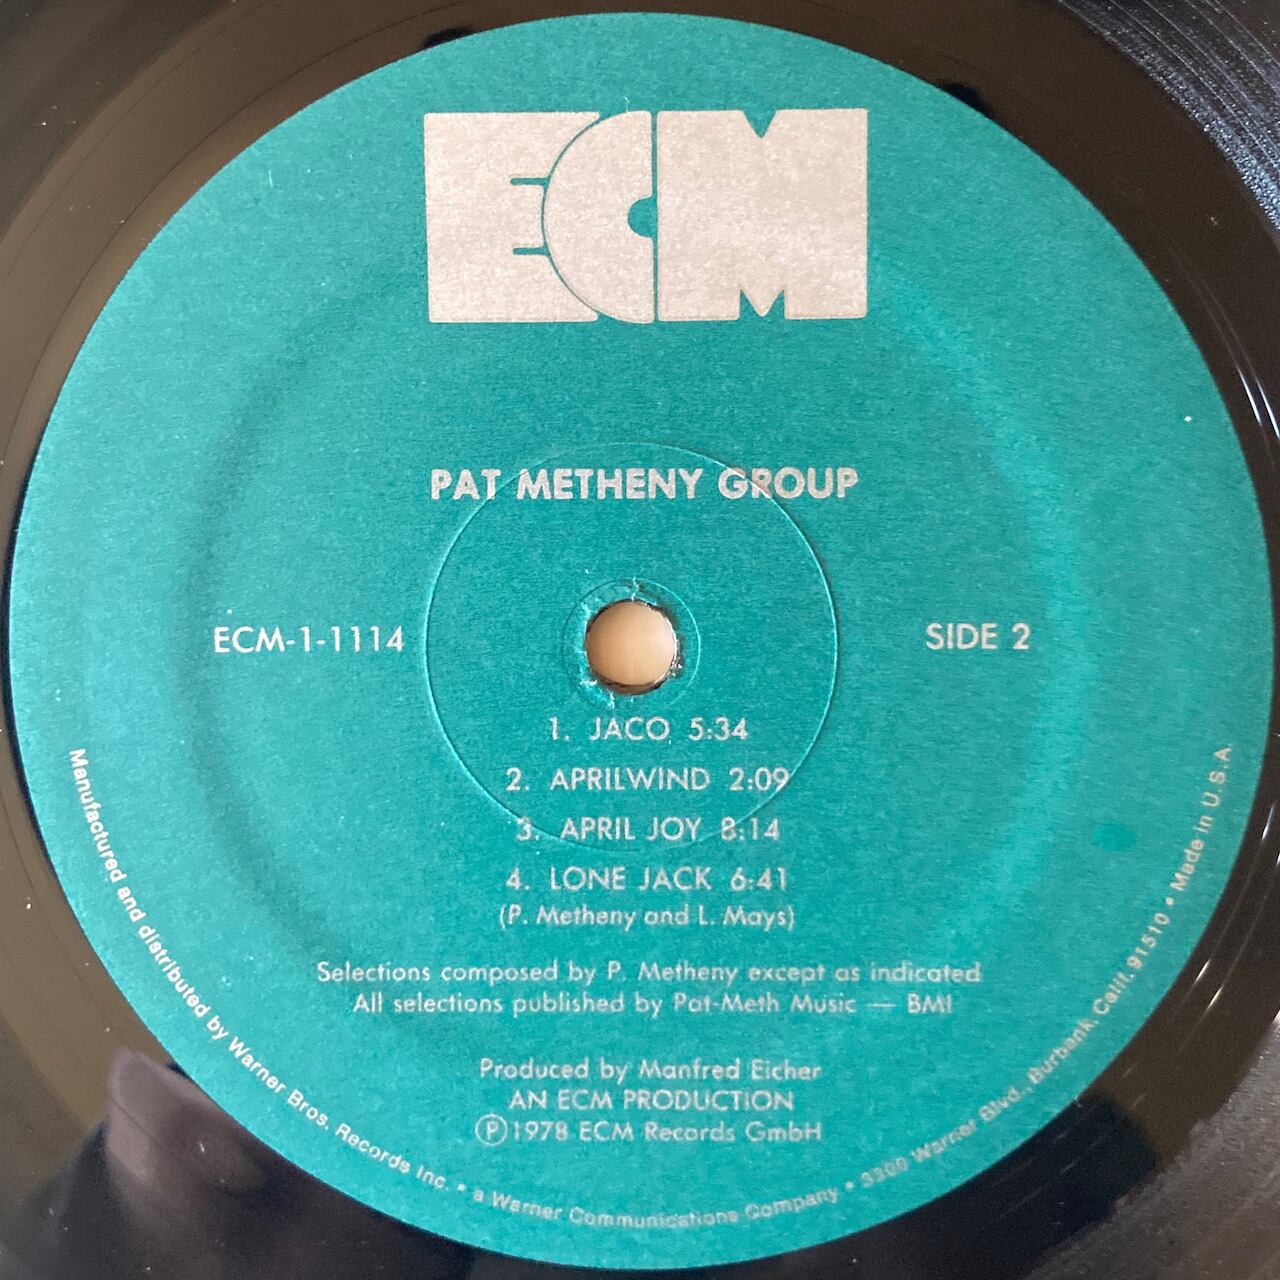 ECM
PAT METHENY GROUP
ECM-1-1114
SIDE 2
1. JACO 5:34
2. APRILWIND 2:09
3. APRIL JOY 8:14
4. LONE JACK 6:41
(P. Metheny and L. Mays)
Selections composed by P. Metheny except as indicated
All selections published by Pat-Meth Music — BMI
Produced by Manfred Eicher
AN ECM PRODUCTION
Ⓟ1978 ECM Records GmbH
Manufactured and distributed by Warner Bros. Records Inc. • a Warner Communications Company • 3300 Warner Blvd., Burbank, Calif. 91510 • Made in U.S.A.